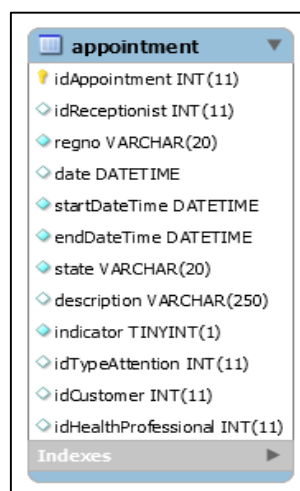 appointment
idAppointment INT(11)
idReceptionist INT(11)
regno VARCHAR(20)
date DATETIME
startDateTime DATETIME
endDateTime DATETIME
state VARCHAR(20)
description VARCHAR(250)
indicator TINYINT(1)
idTypeAttention INT(11)
idCustomer INT(11)
idHealthProfessional INT(11)
Indexes